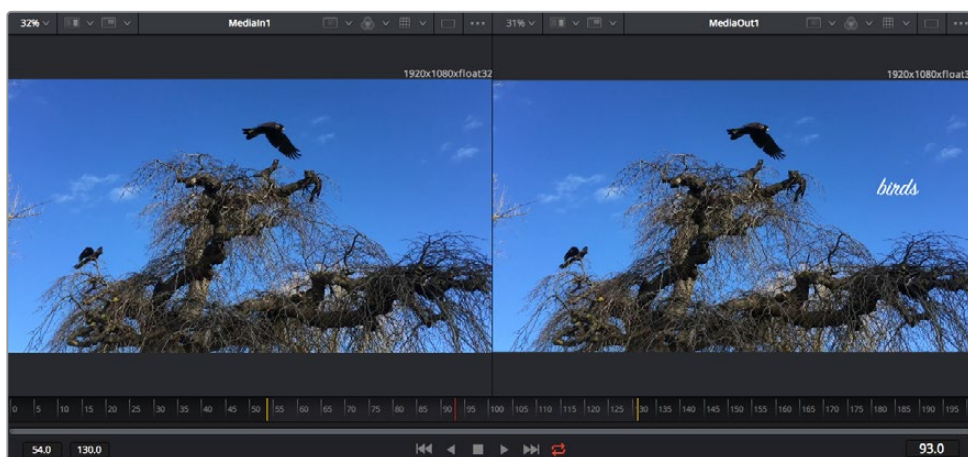 32% MediaIn1 31% MediaOut1
1920x1080xfloat32 1920x1080xfloat3
birds
0 5 10 15 20 25 30 35 40 45 50 55 60 65 70 75 80 85 90 95 100 105 110 115 120 125 130 135 140 145 150 155 160 165 170 175 180 185 190 195
54.0 130.0 93.0